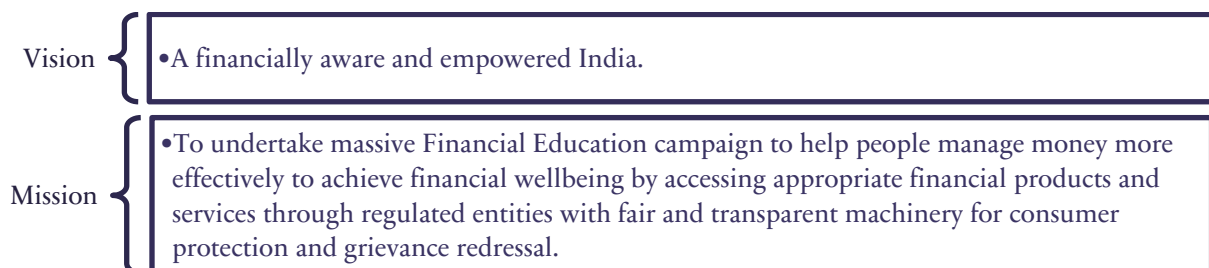 Vision
•A financially aware and empowered India.
Mission
•To undertake massive Financial Education campaign to help people manage money more
effectively to achieve financial wellbeing by accessing appropriate financial products and
services through regulated entities with fair and transparent machinery for consumer
protection and grievance redressal.